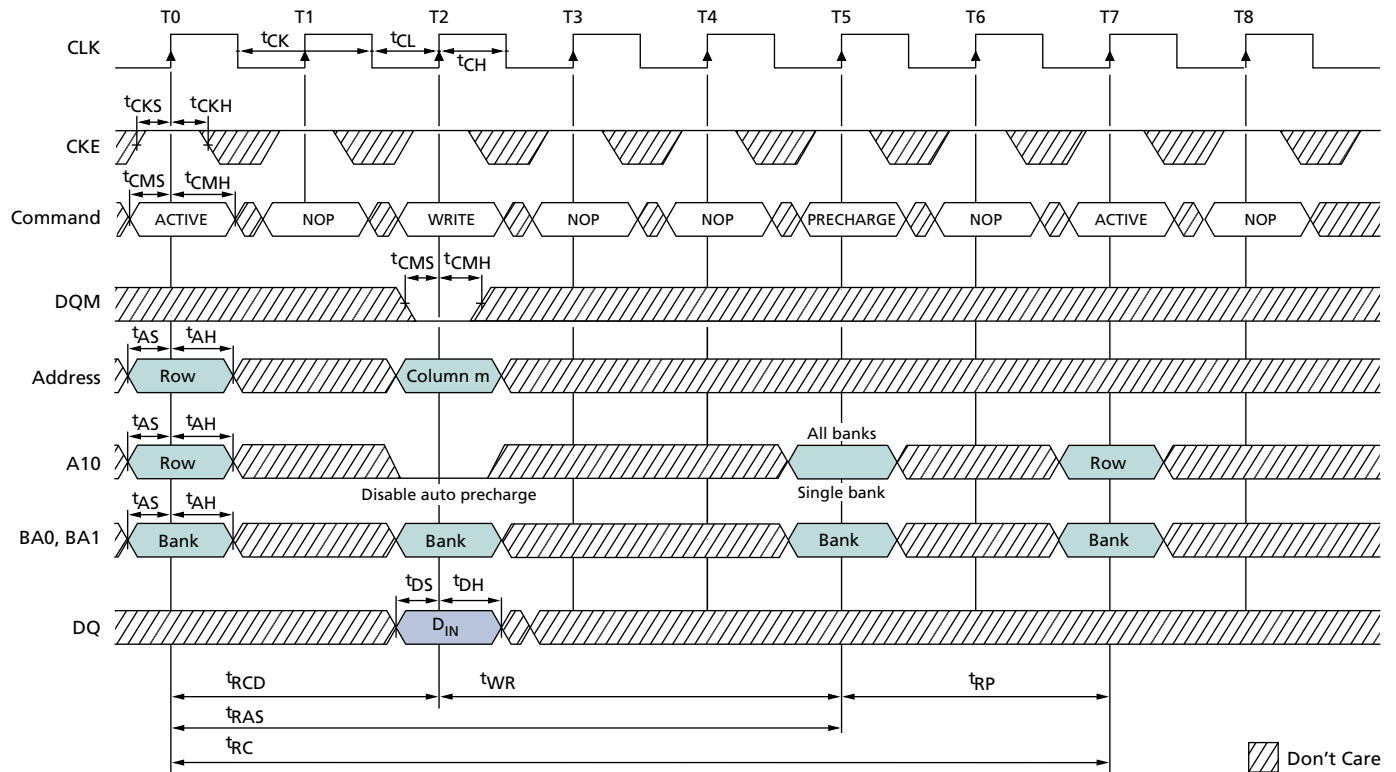 T0 T1 T2 T3 T4 T5 T6 T7 T8
CLK
tCK tCL
tCH
tCKS tCKH
CKE
tCMS tCMH
Command ACTIVE NOP WRITE NOP NOP PRECHARGE NOP ACTIVE NOP
tCMS tCMH
DQM
tAS tAH
Address Row Column m
tAS tAH
All banks
A10 Row Row
Disable auto precharge Single bank
tAS tAH
BA0, BA1 Bank Bank Bank Bank
tDS tDH
DQ DIN
tRCD tWR tRP
tRAS
tRC
Don't Care